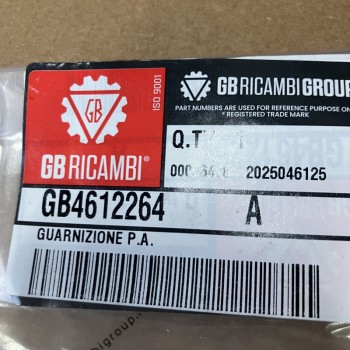 GB
ISO 9001
GB RICAMBI®
GB RICAMBI GROUP
PART NUMBERS ARE USED FOR REFERENCE PURPOSE ON
* REGISTERED TRADE MARK
Q.TY
2025046125
GB4612264 A
GUARNIZIONE P.A.